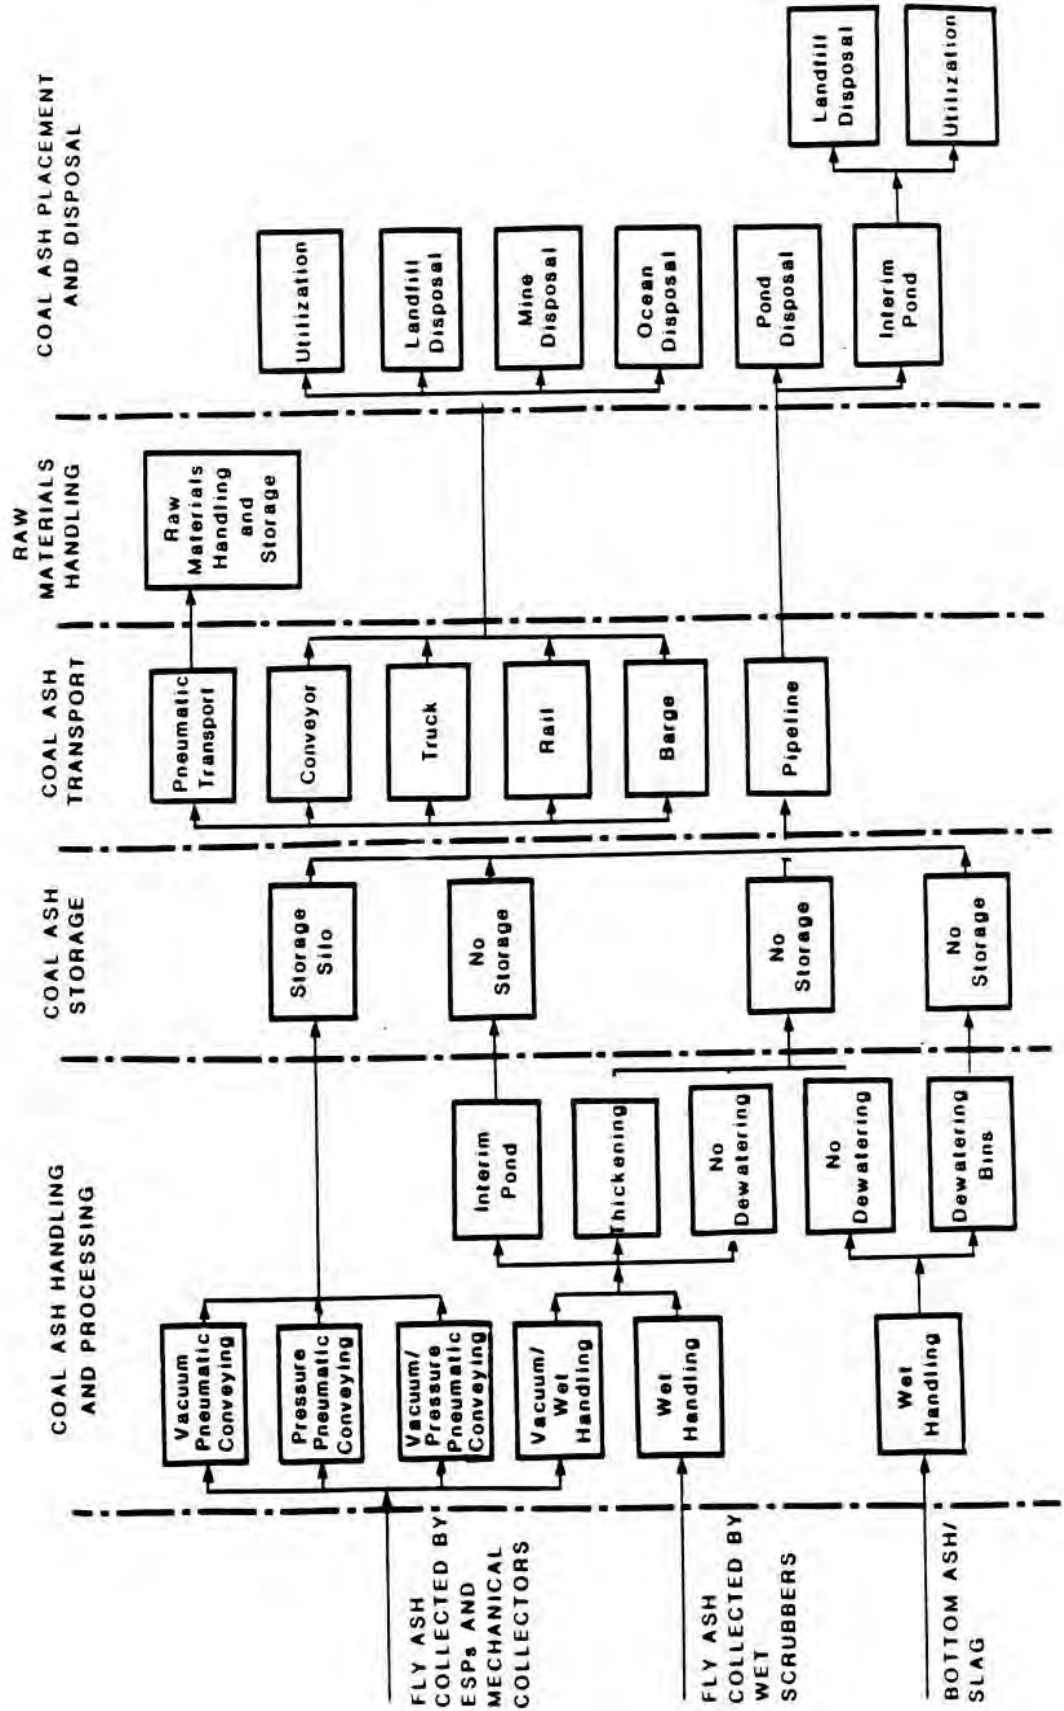 COAL ASH HANDLING
AND PROCESSING
COAL ASH
STORAGE
COAL ASH
TRANSPORT
RAW
MATERIALS
HANDLING
COAL ASH PLACEMENT
AND DISPOSAL
FLY ASH
COLLECTED BY
ESPs AND
MECHANICAL
COLLECTORS
FLY ASH
COLLECTED BY
WET
SCRUBBERS
BOTTOM ASH/
SLAG
Vacuum
Pneumatic
Conveying
Pressure
Pneumatic
Conveying
Vacuum/
Pressure
Pneumatic
Conveying
Vacuum/
Wet
Handling
Wet
Handling
Wet
Handling
Interim
Pond
Thickening
No
Dewatering
No
Dewatering
Dewatering
Bins
Storage
Silo
No
Storage
No
Storage
No
Storage
Pneumatic
Transport
Conveyor
Truck
Rail
Barge
Pipeline
Raw
Materials
Handling
and
Storage
Utilization
Landfill
Disposal
Mine
Disposal
Ocean
Disposal
Pond
Disposal
Interim
Pond
Landfill
Disposal
Utilization